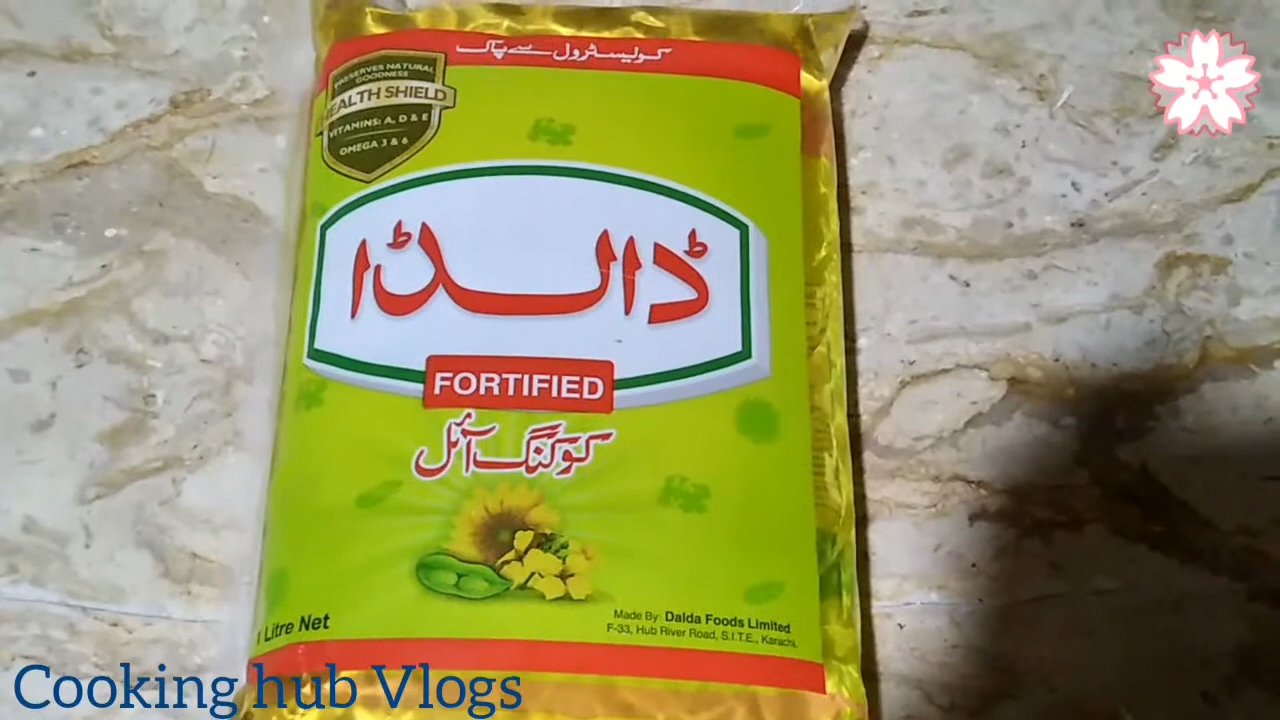 کولیسٹرول سے پاک
PRESERVES NATURAL
GOODNESS
HEALTH SHIELD
VITAMINS: A, D & E
OMEGA 3 & 6
ڈالڈا
FORTIFIED
کوکنگ آئل
1 Litre Net
Made By: Dalda Foods Limited
F-33, Hub River Road, S.I.T.E., Karachi.
Cooking hub Vlogs